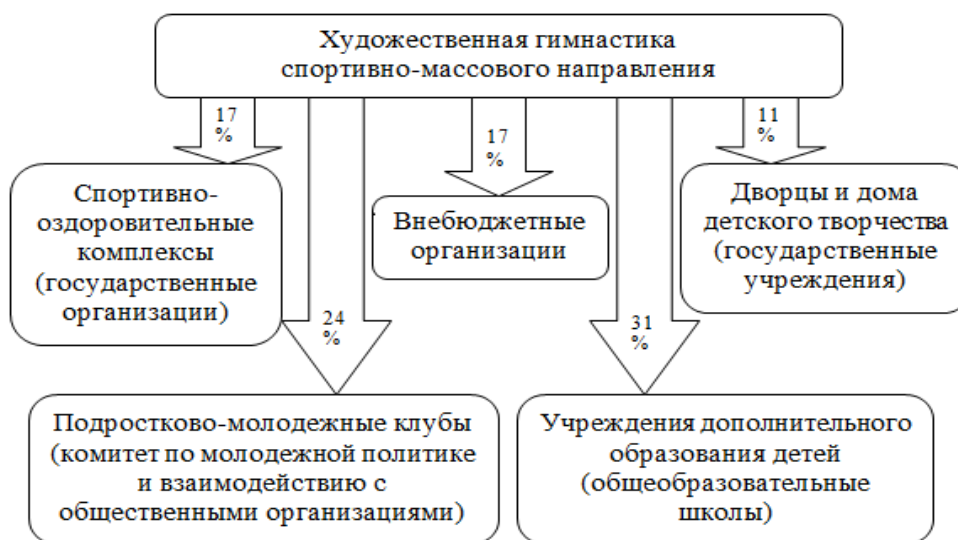 Художественная гимнастика
спортивно-массового направления
17
%
17
%
11
%
Спортивно-
оздоровительные
комплексы
(государственные
организации)
Внебюджетные
организации
Дворцы и дома
детского творчества
(государственные
учреждения)
24
%
31
%
Подростково-молодежные клубы
(комитет по молодежной политике
и взаимодействию с
общественными организациями)
Учреждения дополнительного
образования детей
(общеобразовательные
школы)